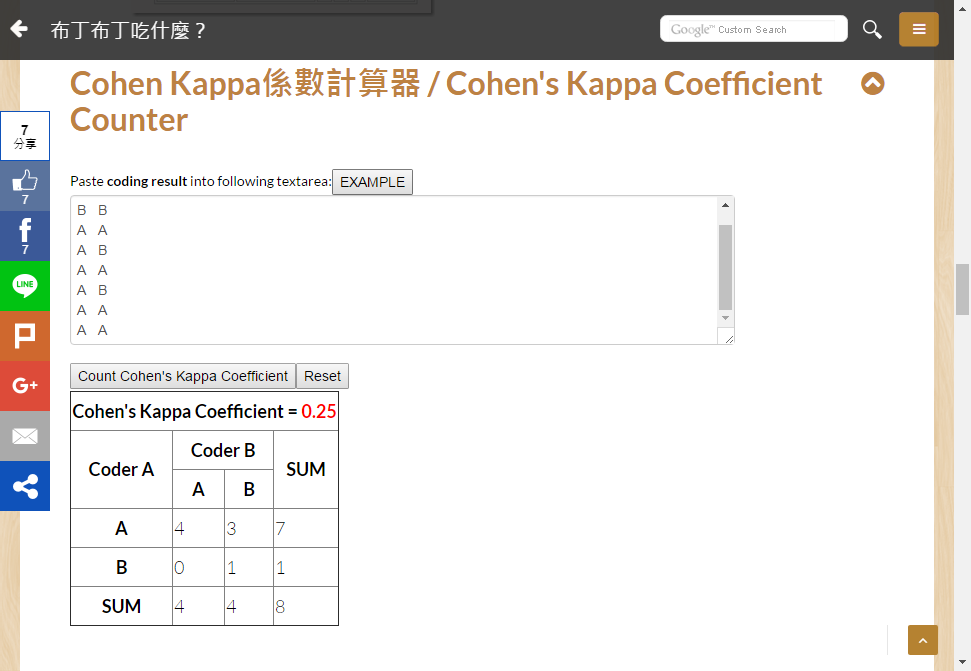 布丁布丁吃什麼？
Google™ Custom Search
Cohen Kappa係數計算器 / Cohen's Kappa Coefficient
Counter
7
分享
7
7
LINE
G+
Paste coding result into following textarea: EXAMPLE
B B
A A
A B
A A
A B
A A
A A
Count Cohen's Kappa Coefficient Reset
Cohen's Kappa Coefficient = 0.25
Coder A Coder B SUM
A B
A 4 3 7
B 0 1 1
SUM 4 4 8